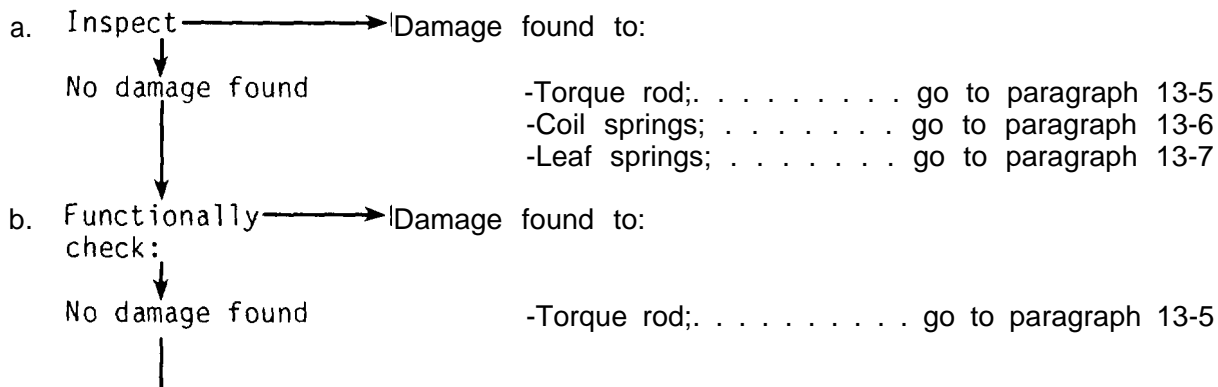 a. Inspect Damage found to:
No damage found -Torque rod;. . . . . . . . . go to paragraph 13-5
-Coil springs; . . . . . . . go to paragraph 13-6
-Leaf springs; . . . . . . . go to paragraph 13-7
b. Functionally Damage found to:
check:
No damage found -Torque rod;. . . . . . . . . . go to paragraph 13-5